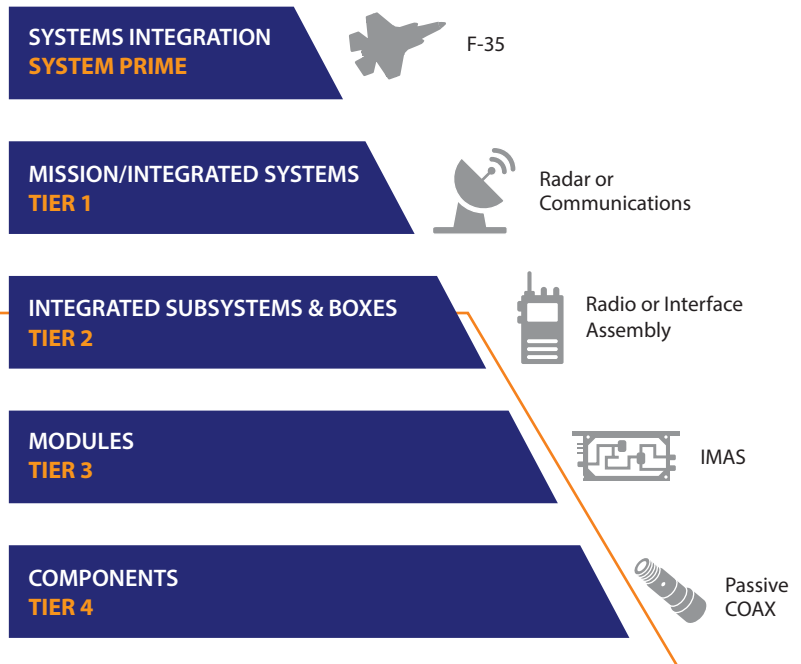 SYSTEMS INTEGRATION
SYSTEM PRIME
F-35
MISSION/INTEGRATED SYSTEMS
TIER 1
Radar or
Communications
INTEGRATED SUBSYSTEMS & BOXES
TIER 2
Radio or Interface
Assembly
MODULES
TIER 3
IMAS
COMPONENTS
TIER 4
Passive
COAX